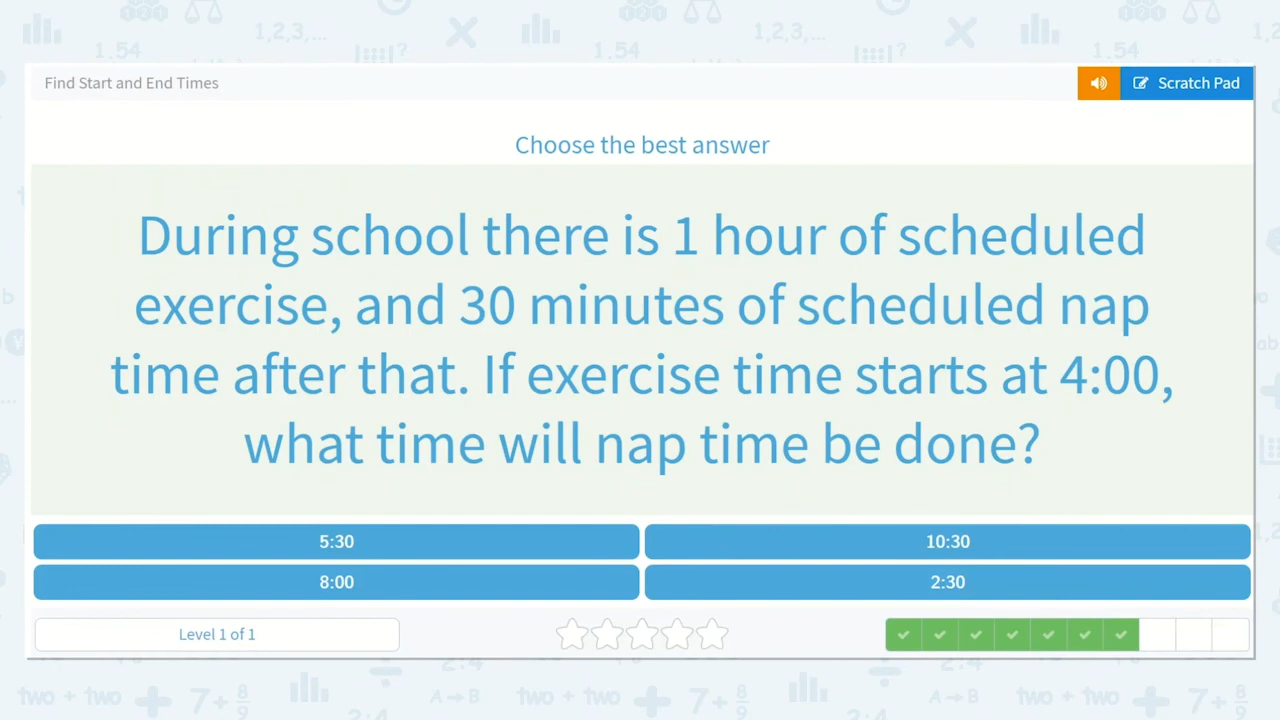 Find Start and End Times
Scratch Pad
Choose the best answer
During school there is 1 hour of scheduled
exercise, and 30 minutes of scheduled nap
time after that. If exercise time starts at 4:00,
what time will nap time be done?
5:30
10:30
8:00
2:30
Level 1 of 1